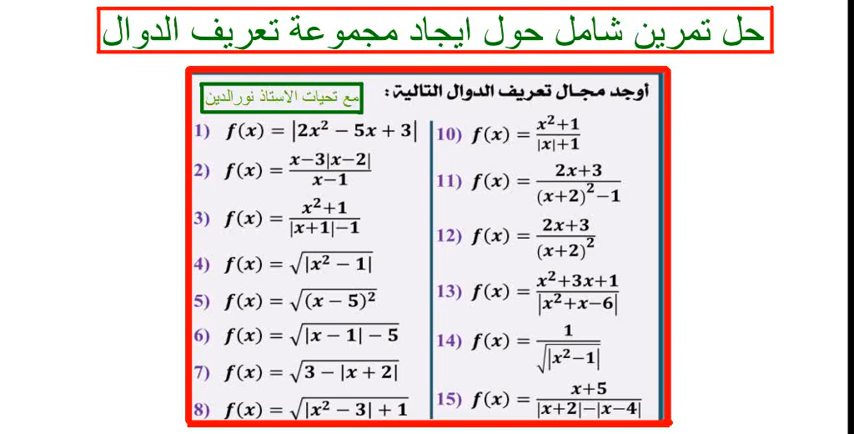 حل تمرين شامل حول ايجاد مجموعة تعريف الدوال
أوجد مجال تعريف الدوال التالية :
مع تحيات الاستاذ نورالدين
1) f(x) = |2x² − 5x + 3|
2) f(x) = (x−3|x−2|)/(x−1)
3) f(x) = (x²+1)/(|x+1|−1)
4) f(x) = √(|x² − 1|)
5) f(x) = √((x − 5)²)
6) f(x) = √(|x − 1| − 5)
7) f(x) = √(3 − |x + 2|)
8) f(x) = √(|x² − 3| + 1)
10) f(x) = (x²+1)/(|x|+1)
11) f(x) = (2x+3)/((x+2)²−1)
12) f(x) = (2x+3)/(x+2)²
13) f(x) = (x²+3x+1)/|x²+x−6|
14) f(x) = 1/√(|x²−1|)
15) f(x) = (x+5)/(|x+2|−|x−4|)